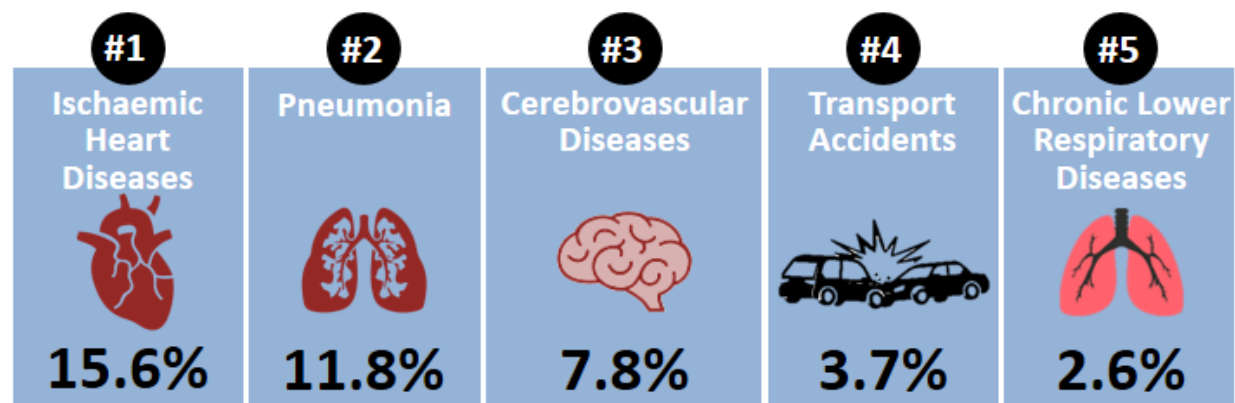 #1
Ischaemic
Heart
Diseases
15.6%
#2
Pneumonia
11.8%
#3
Cerebrovascular
Diseases
7.8%
#4
Transport
Accidents
3.7%
#5
Chronic Lower
Respiratory
Diseases
2.6%